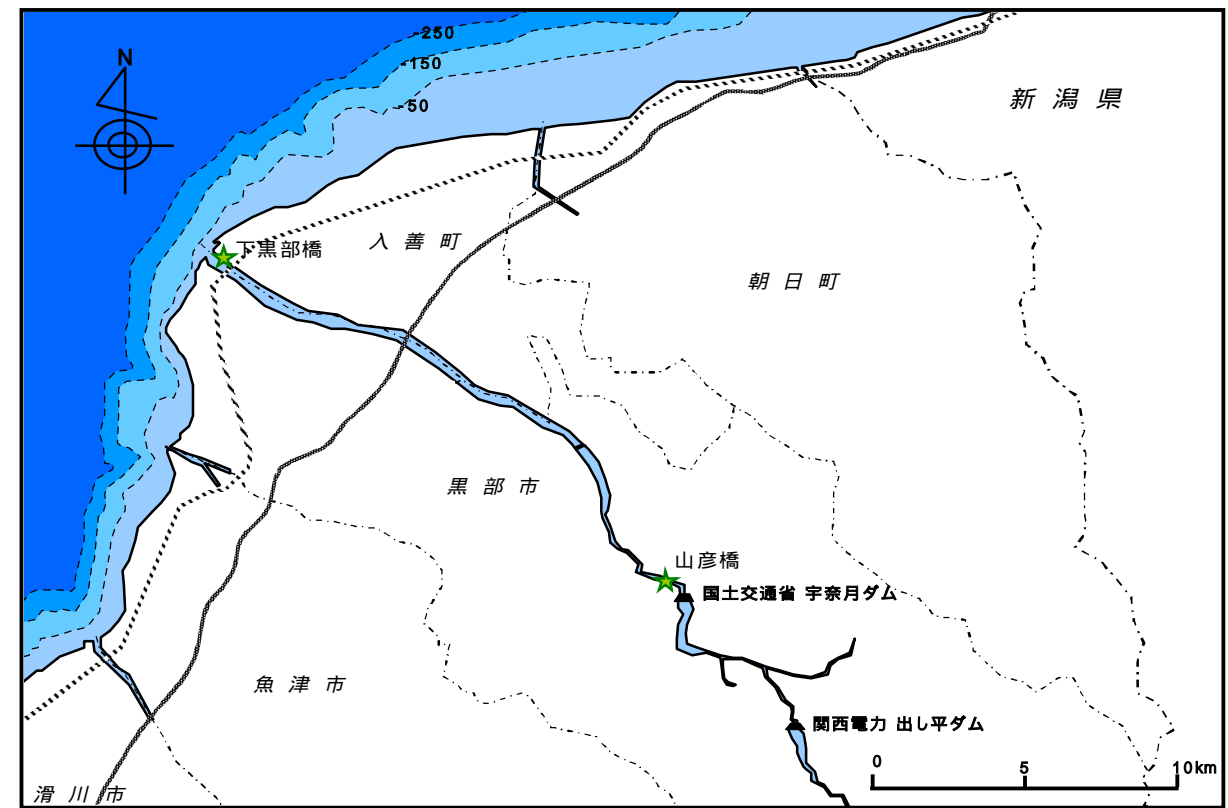 -250
N
-150
新潟県
-50
入善町
下黒部橋
朝日町
黒部市
山彦橋
国土交通省 宇奈月ダム
魚津市
関西電力 出し平ダム
0 5 10km
滑川市